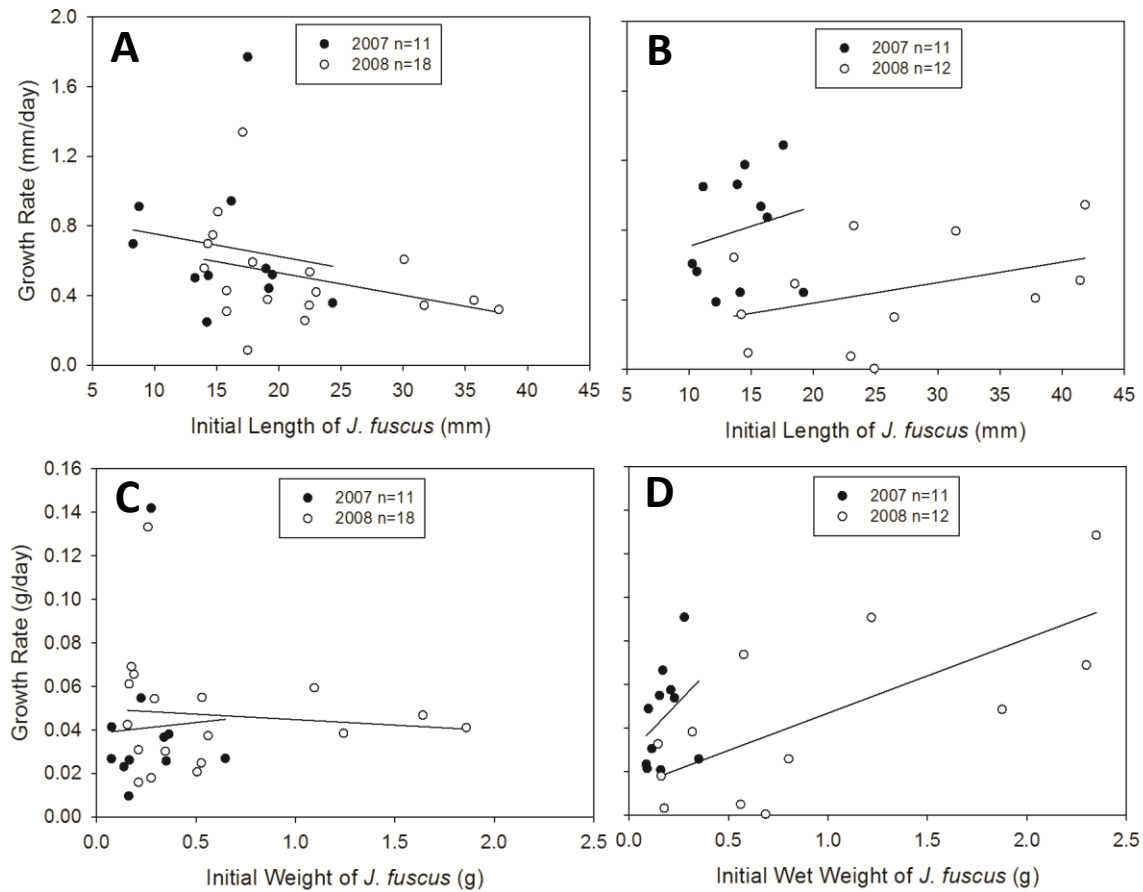 A
2007 n=11
2008 n=18
Growth Rate (mm/day)
2.0
1.6
1.2
0.8
0.4
0.0
5 10 15 20 25 30 35 40 45
Initial Length of J. fuscus (mm)
B
2007 n=11
2008 n=12
5 10 15 20 25 30 35 40 45
Initial Length of J. fuscus (mm)
C
2007 n=11
2008 n=18
Growth Rate (g/day)
0.16
0.14
0.12
0.10
0.08
0.06
0.04
0.02
0.00
0.0 0.5 1.0 1.5 2.0 2.5
Initial Weight of J. fuscus (g)
D
2007 n=11
2008 n=12
0.0 0.5 1.0 1.5 2.0 2.5
Initial Wet Weight of J. fuscus (g)